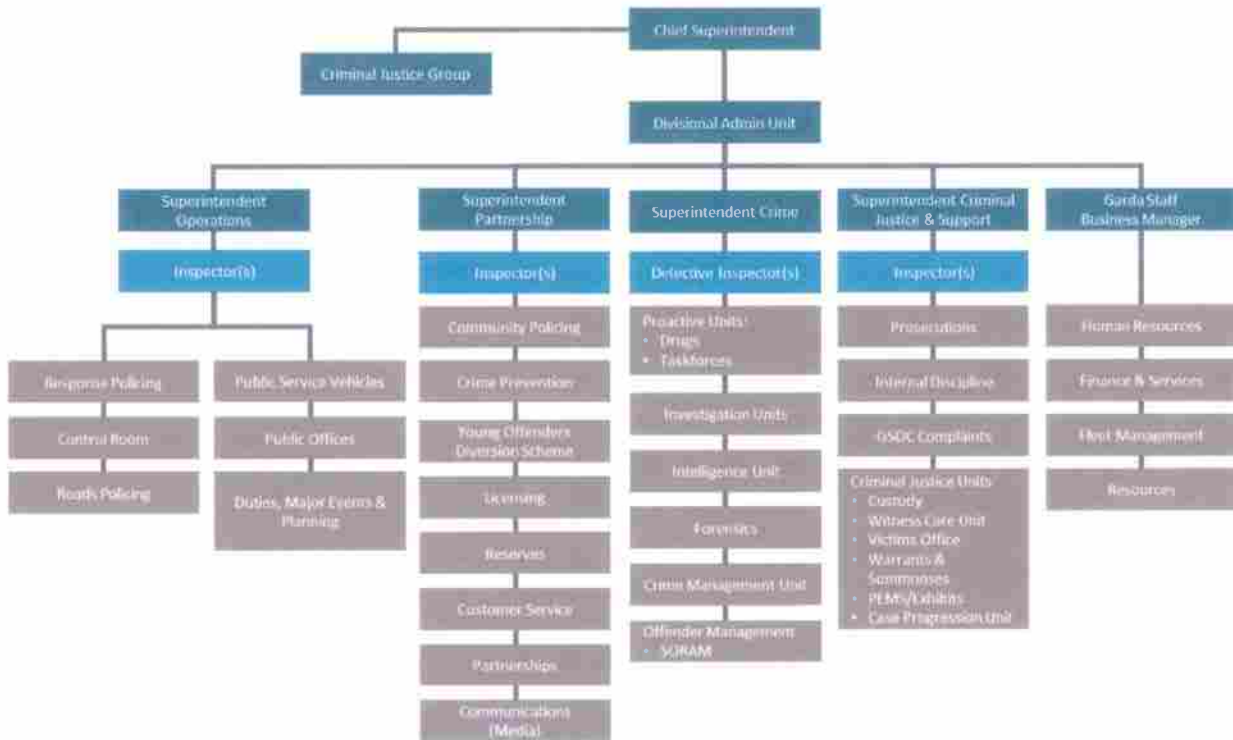 Chief Superintendent
Criminal Justice Group
Divisional Admin Unit
Superintendent
Operations
Inspector(s)
Response Policing
Control Room
Roads Policing
Public Service Vehicles
Public Offices
Duties, Major Events &
Planning
Superintendent
Partnership
Inspector(s)
Community Policing
Crime Prevention
Young Offenders
Diversion Scheme
Licensing
Reserves
Customer Service
Partnerships
Communications
(Media)
Superintendent Crime
Detective Inspector(s)
Proactive Units:
• Drugs
• Taskforces
Investigation Units
Intelligence Unit
Forensics
Crime Management Unit
Offender Management
• SORAM
Superintendent Criminal
Justice & Support
Inspector(s)
Prosecutions
Internal Discipline
GSOC Complaints
Criminal Justice Units
• Custody
• Witness Care Unit
• Victims Office
• Warrants &
Summonses
• PEMS/Exhibits
• Case Progression Unit
Garda Staff
Business Manager
Human Resources
Finance & Services
Fleet Management
Resources